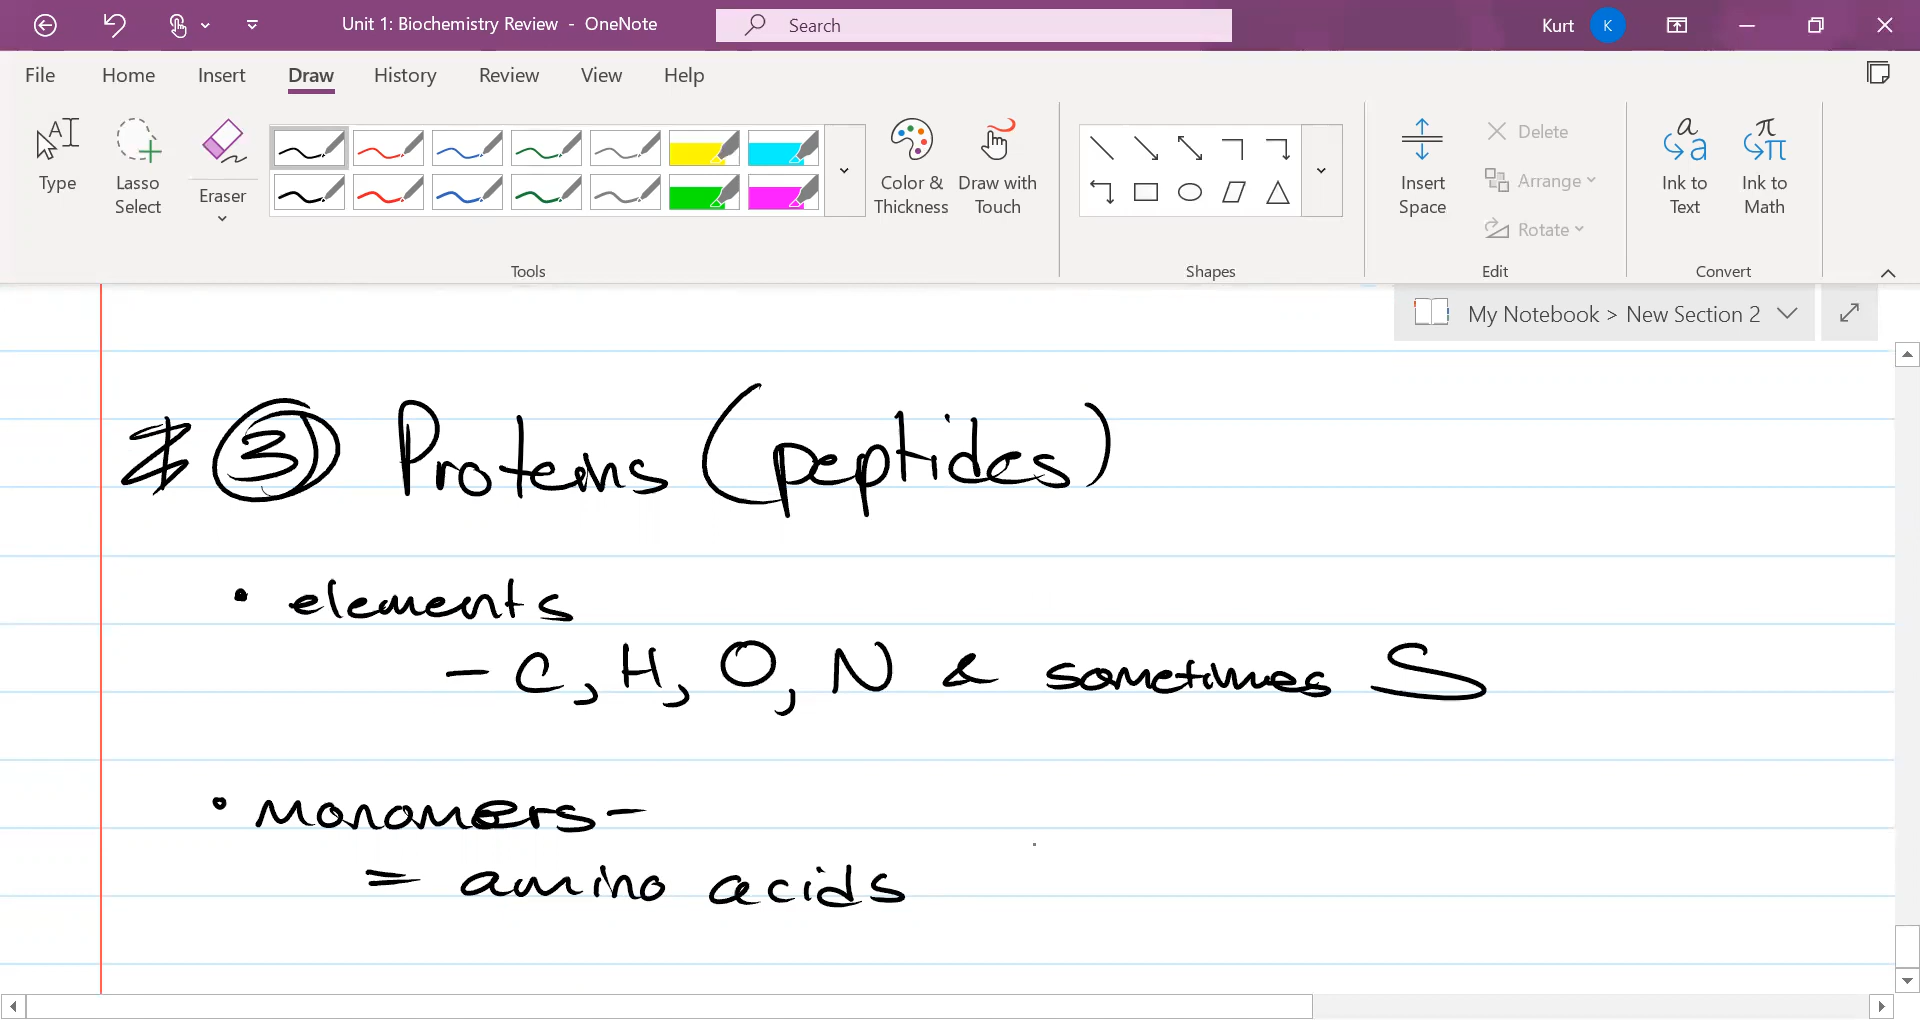 Unit 1: Biochemistry Review - OneNote
Search
Kurt
K
File Home Insert Draw History Review View Help
Type
Lasso Select
Eraser
Color & Thickness
Draw with Touch
Insert Space
Delete
Arrange
Rotate
Ink to Text
Ink to Math
Tools
Shapes
Edit
Convert
My Notebook > New Section 2
③ Proteins (peptides)
• elements
- C, H, O, N & sometimes S
• monomers -
= amino acids